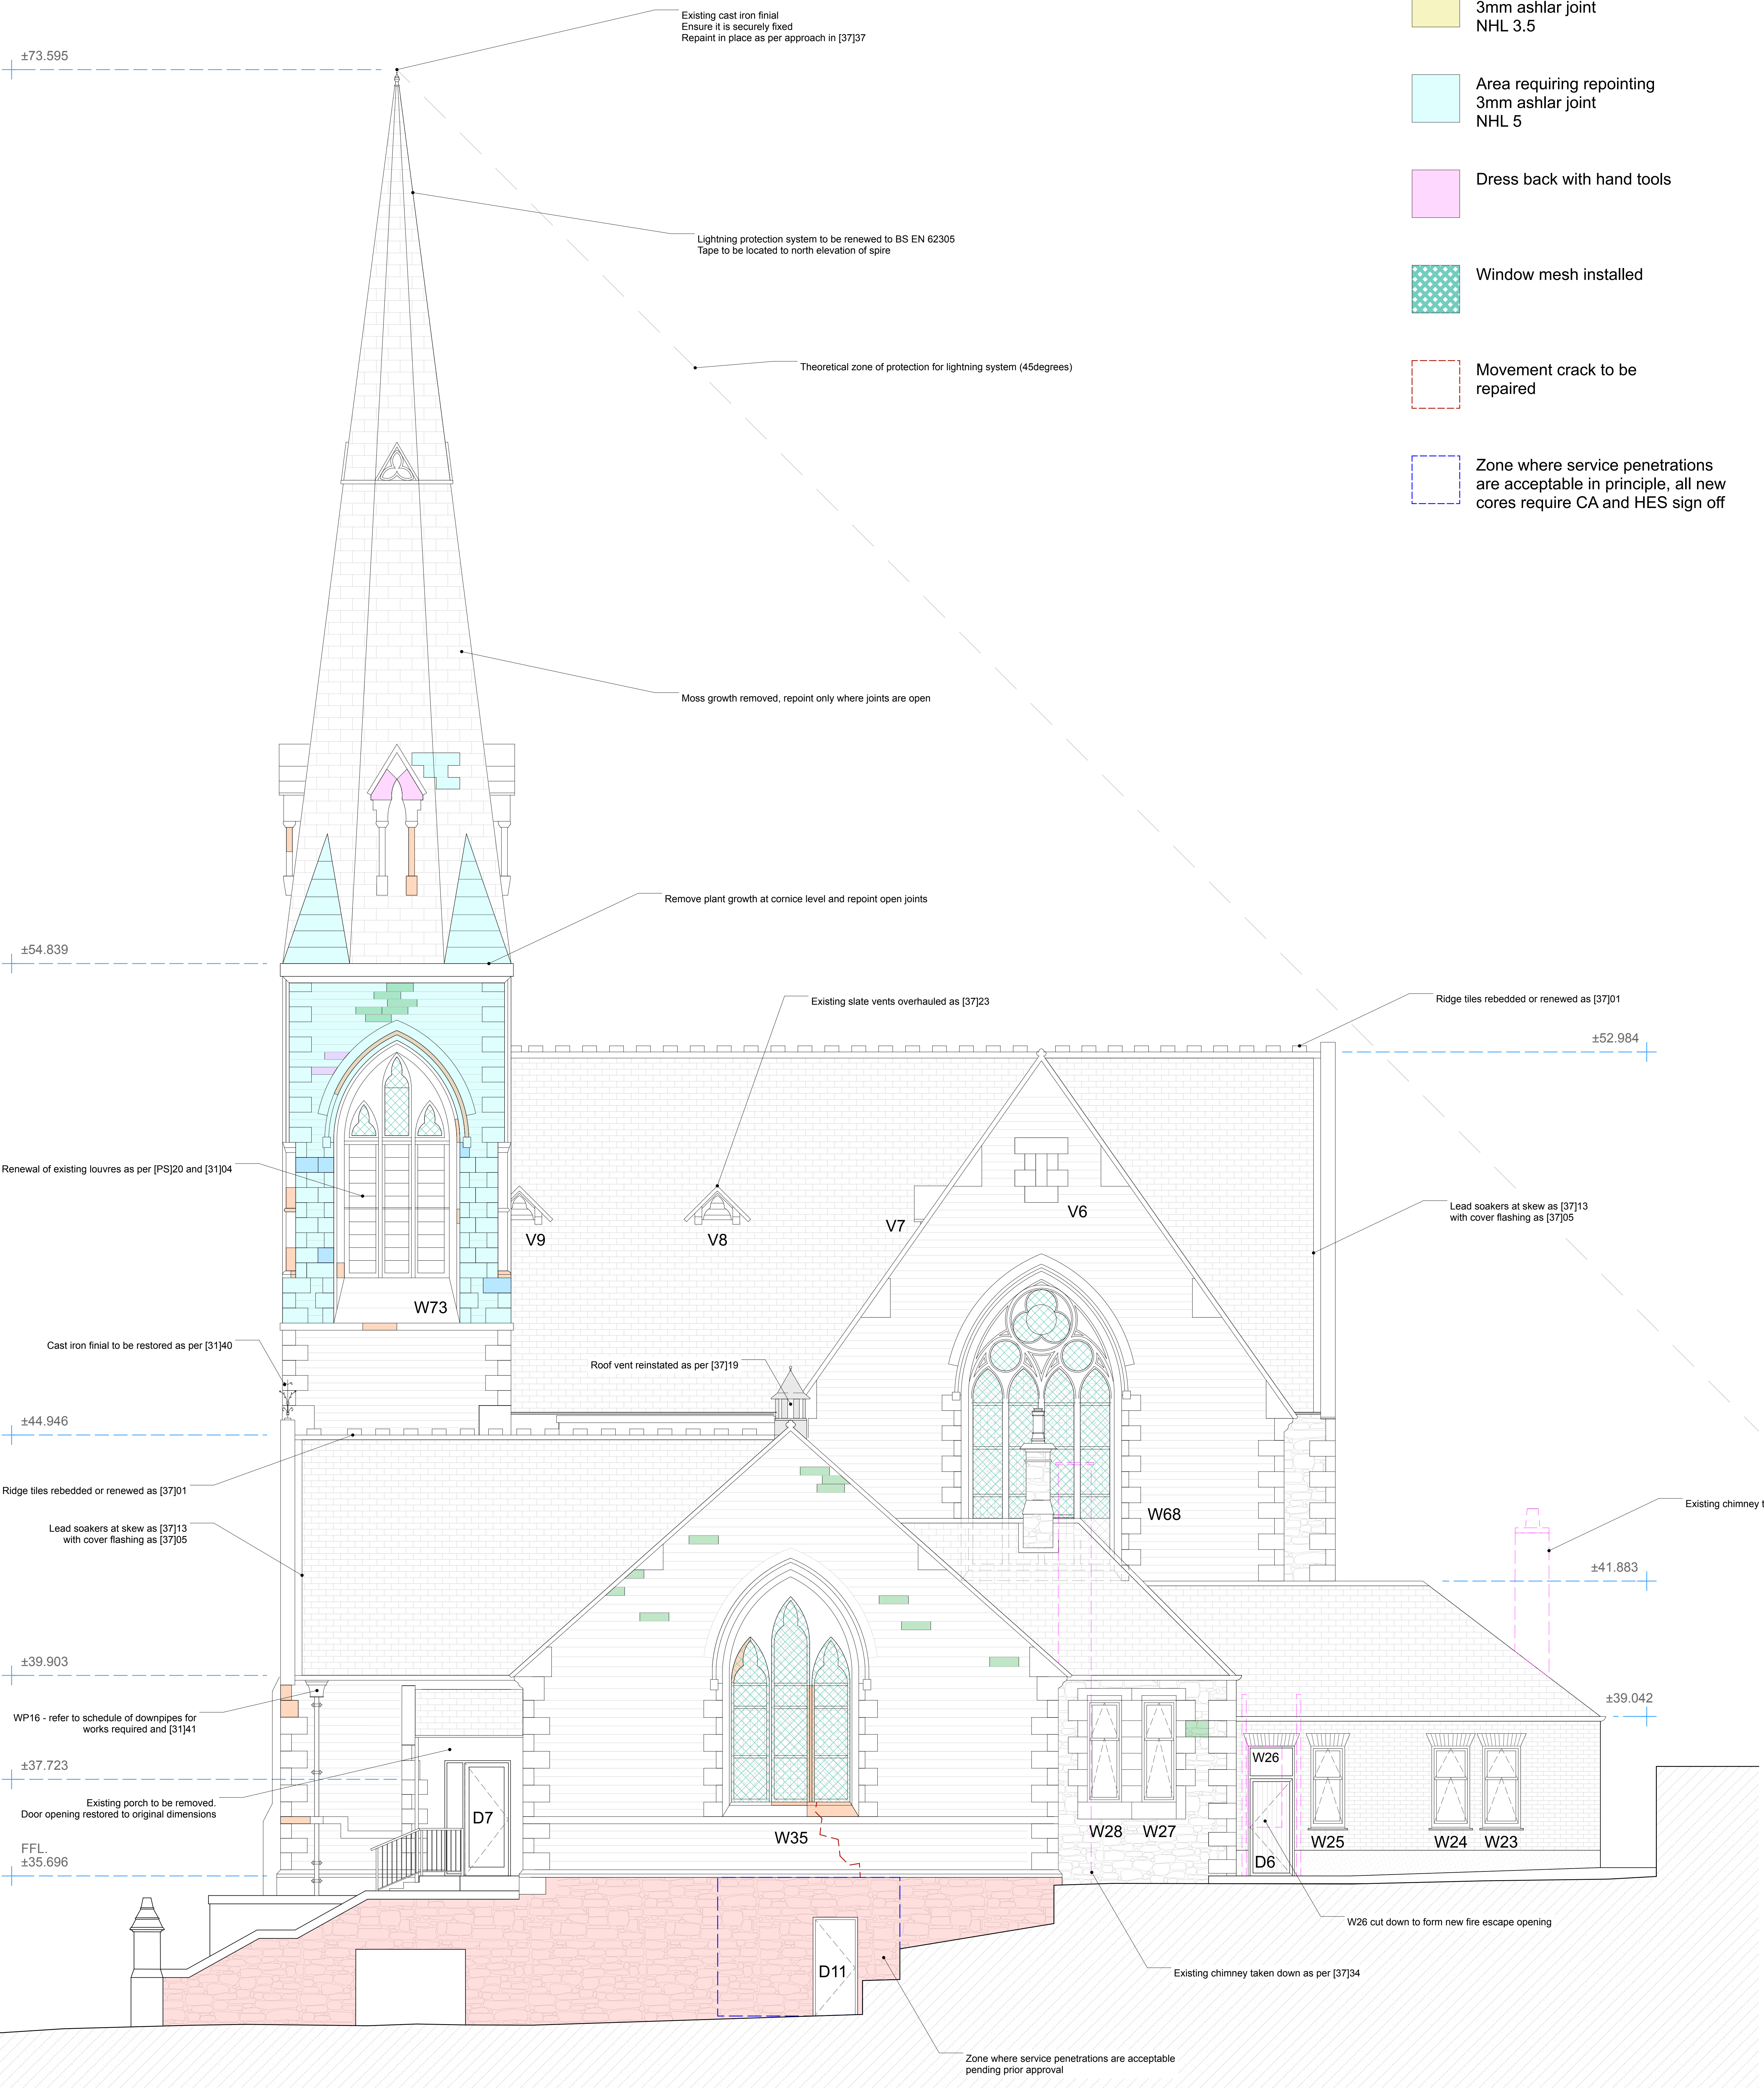 3mm ashlar joint
NHL 3.5
Area requiring repointing
3mm ashlar joint
NHL 5
Dress back with hand tools
Window mesh installed
Movement crack to be
repaired
Zone where service penetrations
are acceptable in principle, all new
cores require CA and HES sign off
Existing cast iron finial
Ensure it is securely fixed
Repaint in place as per approach in [37]37
±73.595
Lightning protection system to be renewed to BS EN 62305
Tape to be located to north elevation of spire
Theoretical zone of protection for lightning system (45degrees)
Moss growth removed, repoint only where joints are open
Remove plant growth at cornice level and repoint open joints
±54.839
Existing slate vents overhauled as [37]23
Ridge tiles rebedded or renewed as [37]01
±52.984
Renewal of existing louvres as per [PS]20 and [31]04
Lead soakers at skew as [37]13
with cover flashing as [37]05
V9
V8
V7
V6
W73
Cast iron finial to be restored as per [31]40
Roof vent reinstated as per [37]19
±44.946
Ridge tiles rebedded or renewed as [37]01
Lead soakers at skew as [37]13
with cover flashing as [37]05
W68
Existing chimney t
±41.883
±39.903
±39.042
WP16 - refer to schedule of downpipes for
works required and [31]41
±37.723
Existing porch to be removed.
Door opening restored to original dimensions
D7
W35
W28
W27
W26
D6
W25
W24
W23
FFL.
±35.696
W26 cut down to form new fire escape opening
D11
Existing chimney taken down as per [37]34
Zone where service penetrations are acceptable
pending prior approval